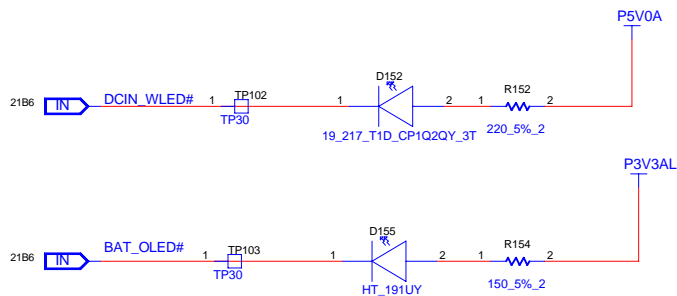 P5V0A
D152
R152
21B6 IN DCIN_WLED# 1 TP102 1 2 1 2
TP30
19_217_T1D_CP1Q2QY_3T
220_5%_2
P3V3AL
D155
R154
21B6 IN BAT_OLED# 1 TP103 1 2 1 2
TP30
HT_191UY
150_5%_2